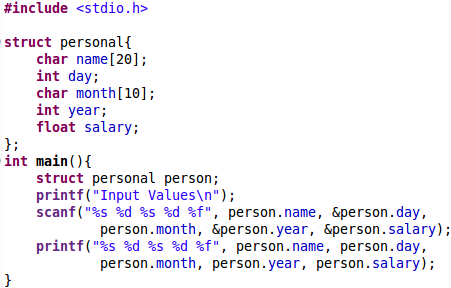 #include <stdio.h>
struct personal{
char name[20];
int day;
char month[10];
int year;
float salary;
};
int main(){
struct personal person;
printf("Input Values\n");
scanf("%s %d %s %d %f", person.name, &person.day,
person.month, &person.year, &person.salary);
printf("%s %d %s %d %f", person.name, person.day,
person.month, person.year, person.salary);
}